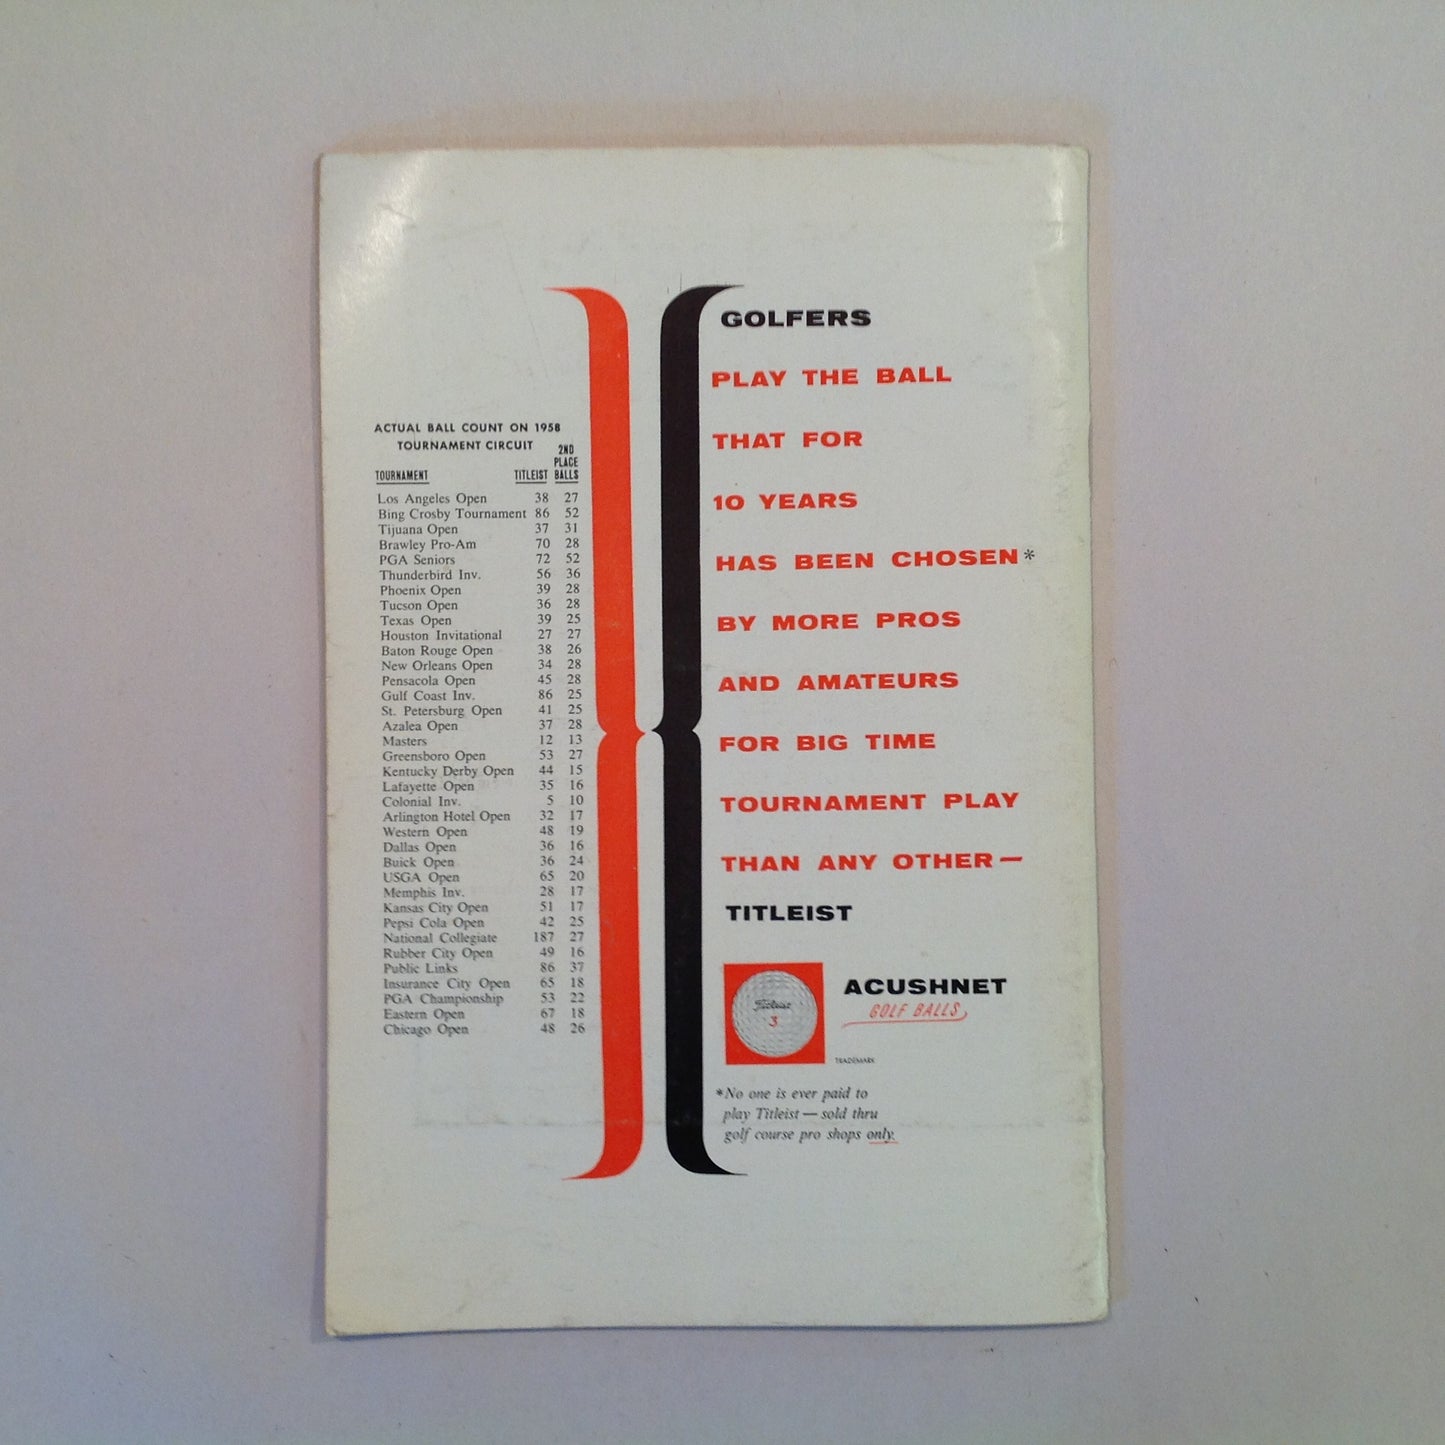 ACTUAL BALL COUNT ON 1958
TOURNAMENT CIRCUIT
TOURNAMENT TITLEIST 2ND PLACE BALLS
Los Angeles Open 38 27
Bing Crosby Tournament 86 52
Tijuana Open 37 31
Brawley Pro-Am 70 28
PGA Seniors 72 52
Thunderbird Inv. 56 36
Phoenix Open 39 28
Tucson Open 36 28
Texas Open 39 25
Houston Invitational 27 27
Baton Rouge Open 38 26
New Orleans Open 34 28
Pensacola Open 45 28
Gulf Coast Inv. 86 25
St. Petersburg Open 41 25
Azalea Open 37 28
Masters 12 13
Greensboro Open 53 27
Kentucky Derby Open 44 15
Lafayette Open 35 16
Colonial Inv. 5 10
Arlington Hotel Open 32 17
Western Open 48 19
Dallas Open 36 16
Buick Open 36 24
USGA Open 65 20
Memphis Inv. 28 17
Kansas City Open 51 17
Pepsi Cola Open 42 25
National Collegiate 187 27
Rubber City Open 49 16
Public Links 86 37
Insurance City Open 65 18
PGA Championship 53 22
Eastern Open 67 18
Chicago Open 48 26
GOLFERS
PLAY THE BALL
THAT FOR
10 YEARS
HAS BEEN CHOSEN*
BY MORE PROS
AND AMATEURS
FOR BIG TIME
TOURNAMENT PLAY
THAN ANY OTHER—
TITLEIST
Titleist
3
ACUSHNET
GOLF BALLS
TRADEMARK
*No one is ever paid to
play Titleist — sold thru
golf course pro shops only.